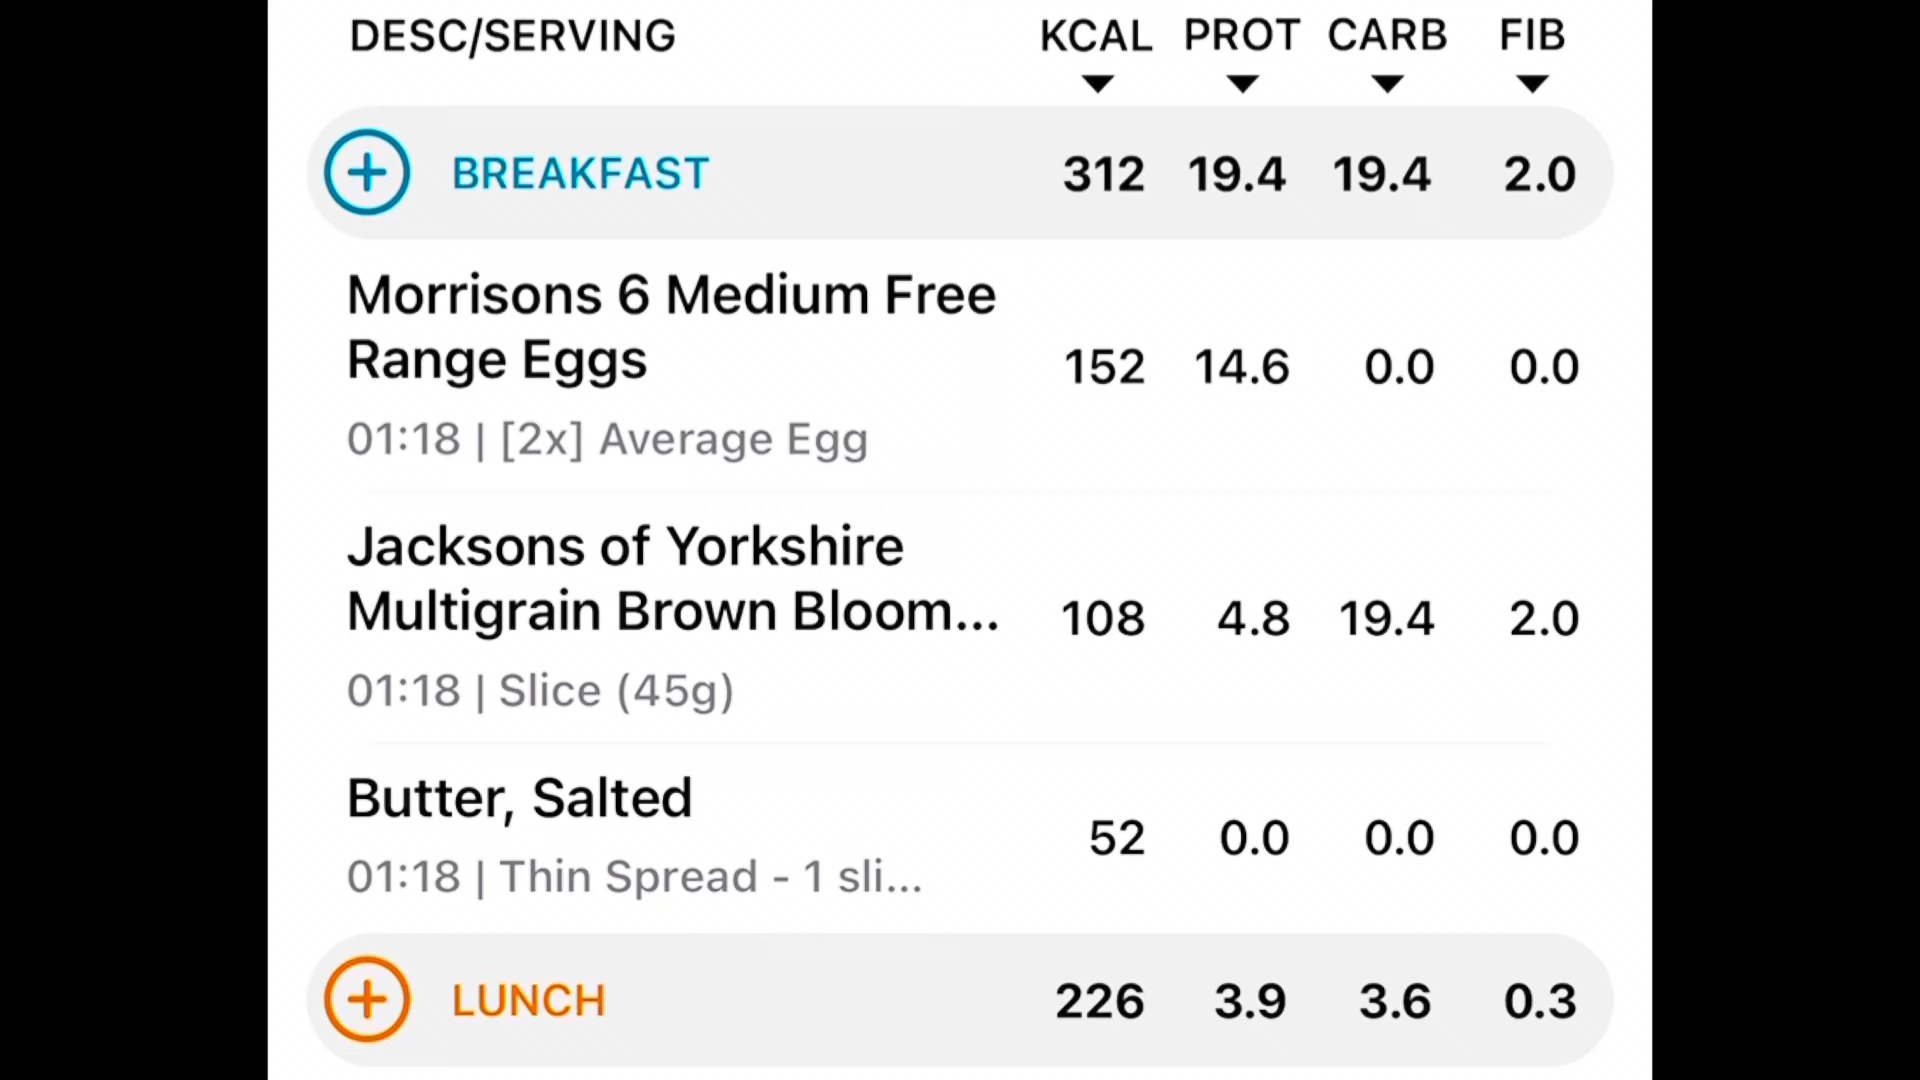 DESC/SERVING KCAL PROT CARB FIB
BREAKFAST 312 19.4 19.4 2.0
Morrisons 6 Medium Free
Range Eggs 152 14.6 0.0 0.0
01:18 | [2x] Average Egg
Jacksons of Yorkshire
Multigrain Brown Bloom... 108 4.8 19.4 2.0
01:18 | Slice (45g)
Butter, Salted 52 0.0 0.0 0.0
01:18 | Thin Spread - 1 sli...
LUNCH 226 3.9 3.6 0.3